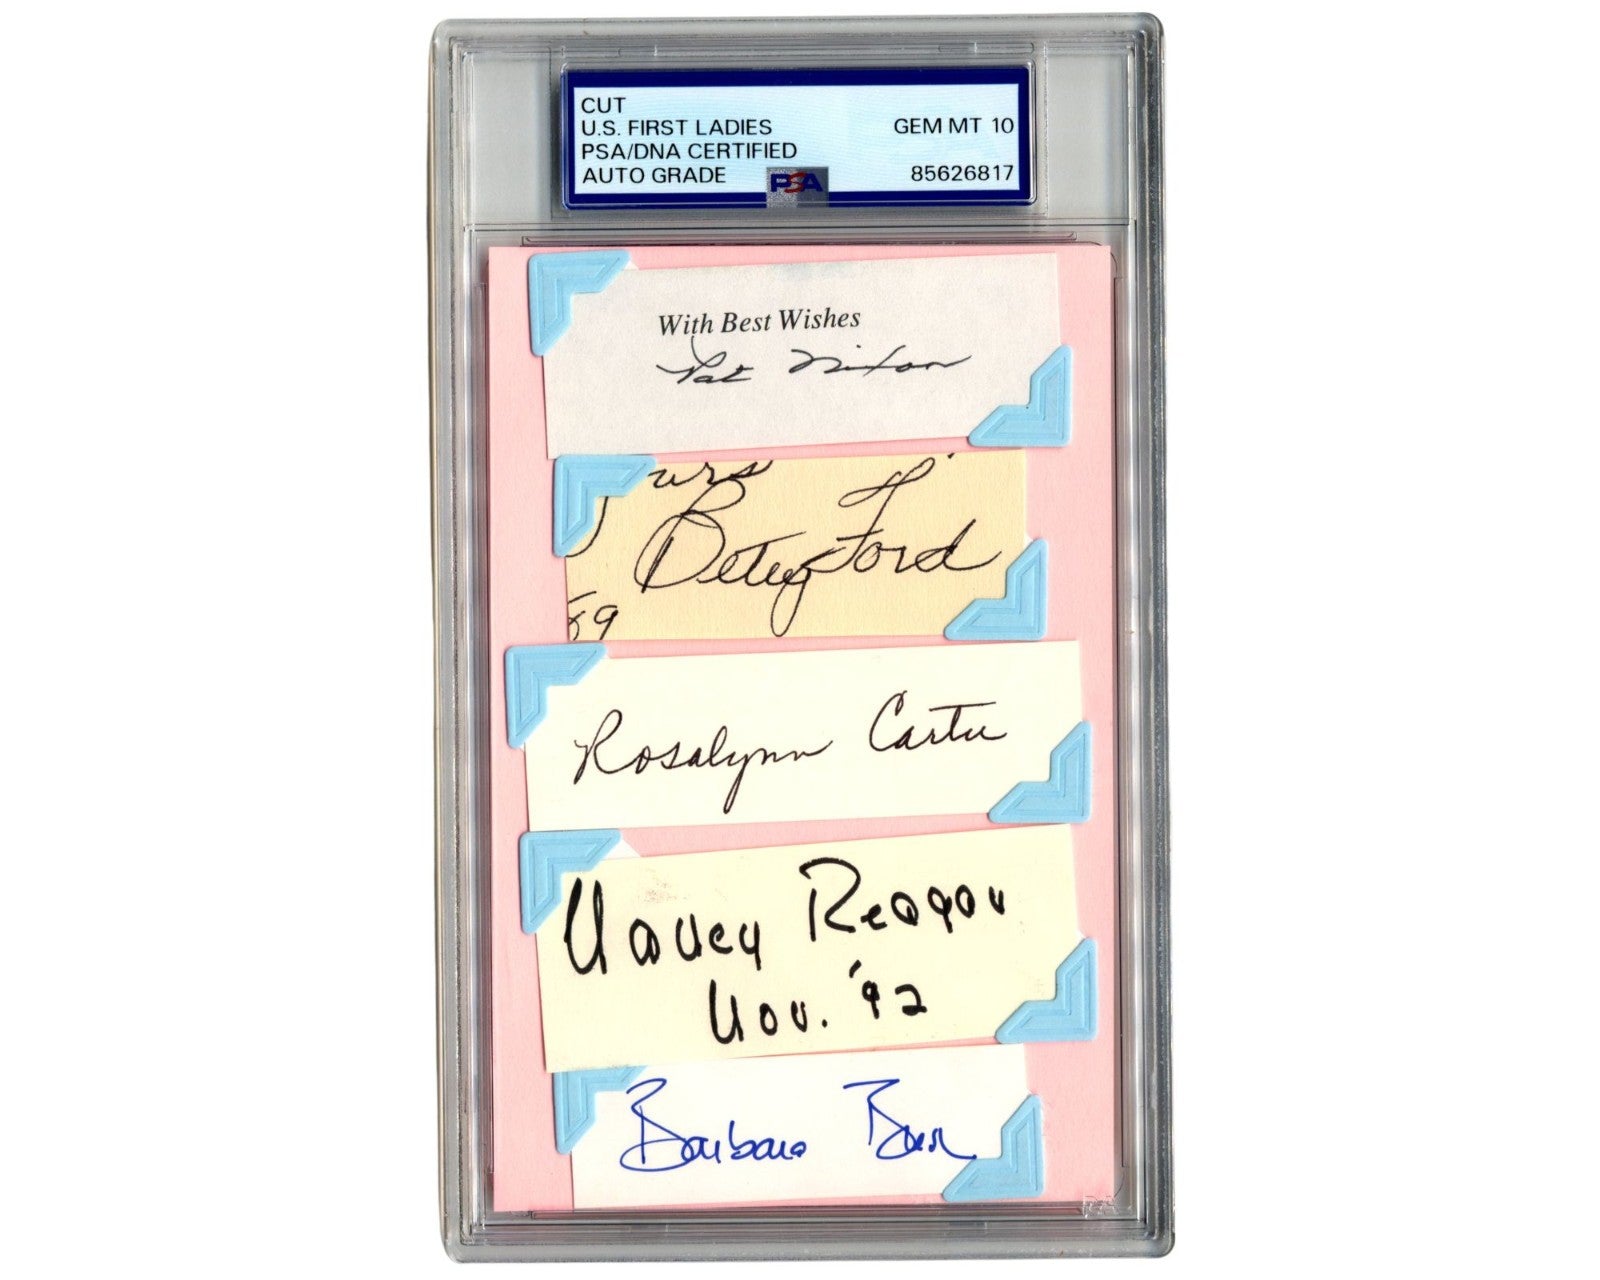 CUT
U.S. FIRST LADIES
PSA/DNA CERTIFIED
AUTO GRADE
GEM MT 10
85626817
PSA
With Best Wishes
Pat Nixon
Betty Ford
89
Rosalynn Carter
Nancy Reagan
Nov. '92
Barbara Bush